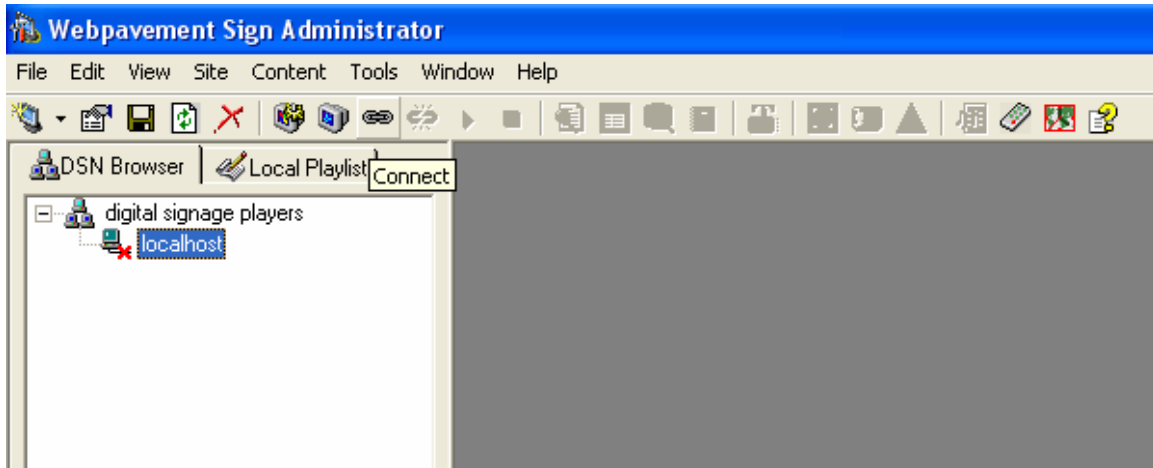 Webpavement Sign Administrator
File Edit View Site Content Tools Window Help
DSN Browser Local Playlist
Connect
digital signage players
localhost